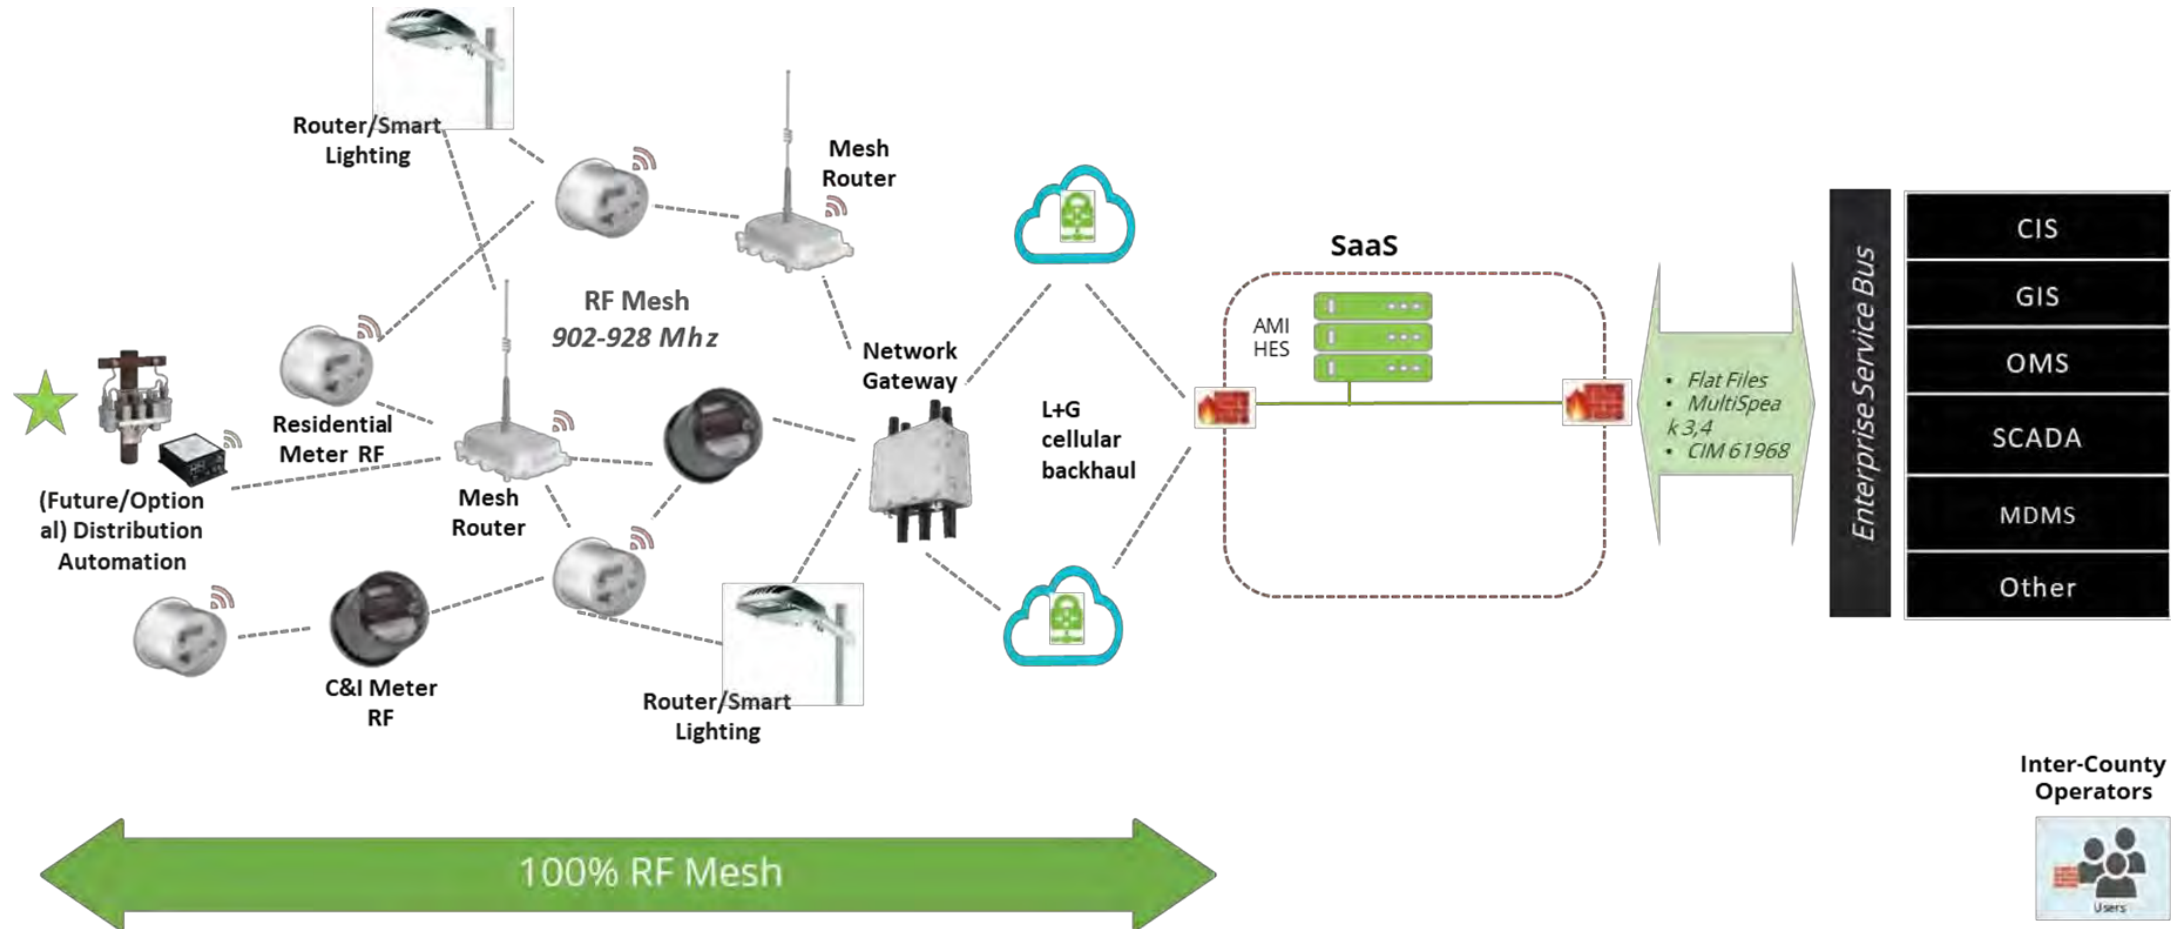 Router/Smart
Lighting
Mesh
Router
RF Mesh
902-928 Mhz
Residential
Meter RF
(Future/Option
al) Distribution
Automation
Mesh
Router
Network
Gateway
C&I Meter
RF
Router/Smart
Lighting
L+G
cellular
backhaul
SaaS
AMI
HES
• Flat Files
• MultiSpea
k 3,4
• CIM 61968
Enterprise Service Bus
CIS
GIS
OMS
SCADA
MDMS
Other
100% RF Mesh
Inter-County
Operators
Users